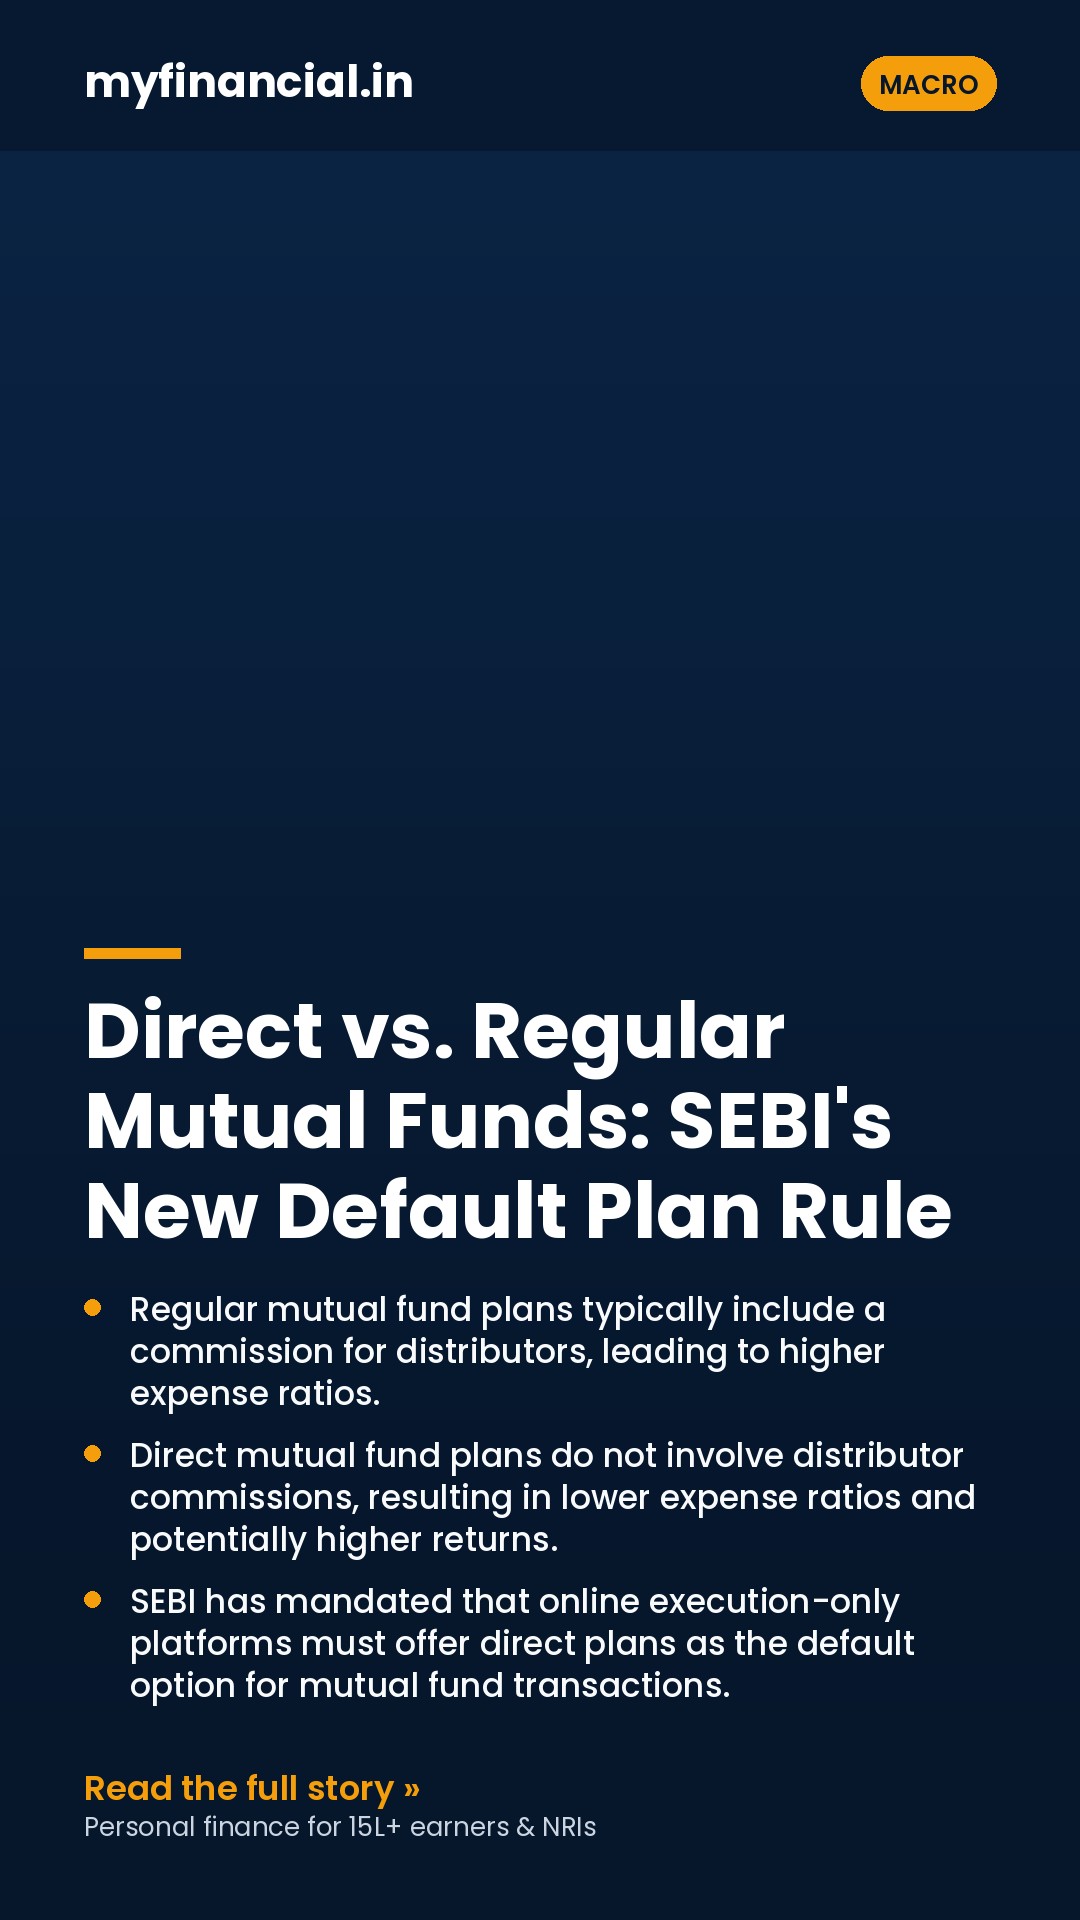 myfinancial.in
MACRO
Direct vs. Regular
Mutual Funds: SEBI's
New Default Plan Rule
Regular mutual fund plans typically include a
commission for distributors, leading to higher
expense ratios.
Direct mutual fund plans do not involve distributor
commissions, resulting in lower expense ratios and
potentially higher returns.
SEBI has mandated that online execution-only
platforms must offer direct plans as the default
option for mutual fund transactions.
Read the full story »
Personal finance for 15L+ earners & NRIs